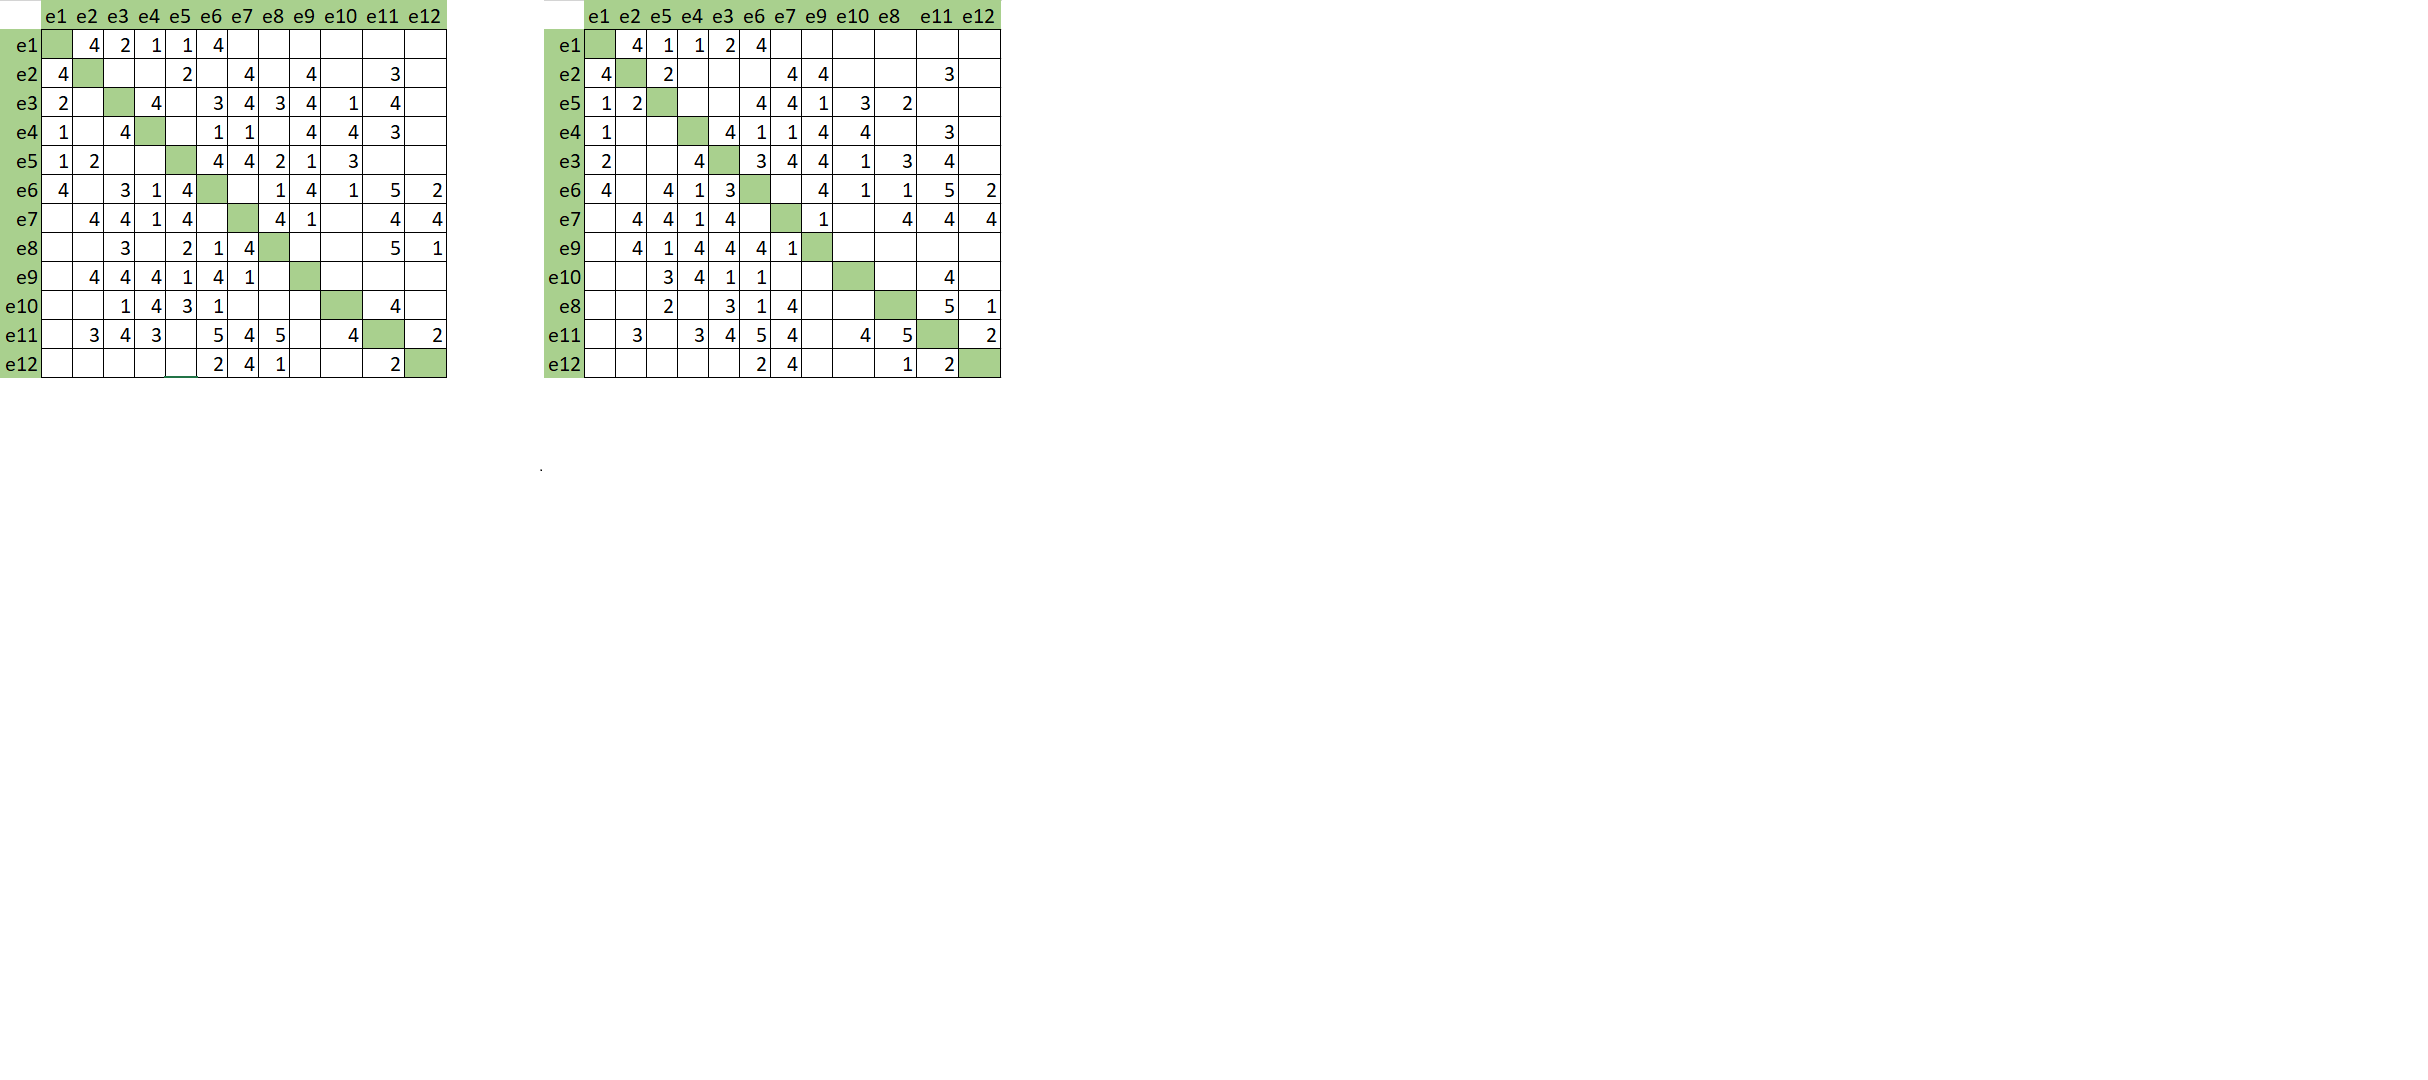 e1 e2 e3 e4 e5 e6 e7 e8 e9 e10 e11 e12
e1 4 2 1 1 4
e2 4 2 4 4 3
e3 2 4 3 4 3 4 1 4
e4 1 4 1 1 4 4 3
e5 1 2 4 4 2 1 3
e6 4 3 1 4 1 4 1 5 2
e7 4 4 1 4 4 1 4 4
e8 3 2 1 4 5 1
e9 4 4 4 1 4 1
e10 1 4 3 1 4
e11 3 4 3 5 4 5 4 2
e12 2 4 1 2
e1 e2 e5 e4 e3 e6 e7 e9 e10 e8 e11 e12
e1 4 1 1 2 4
e2 4 2 4 4 3
e5 1 2 4 4 1 3 2
e4 1 4 1 1 4 4 3
e3 2 4 3 4 4 1 3 4
e6 4 4 1 3 4 1 1 5 2
e7 4 4 1 4 1 4 4 4
e9 4 1 4 4 4 1
e10 3 4 1 1 4
e8 2 3 1 4 5 1
e11 3 3 4 5 4 4 5 2
e12 2 4 1 2
.